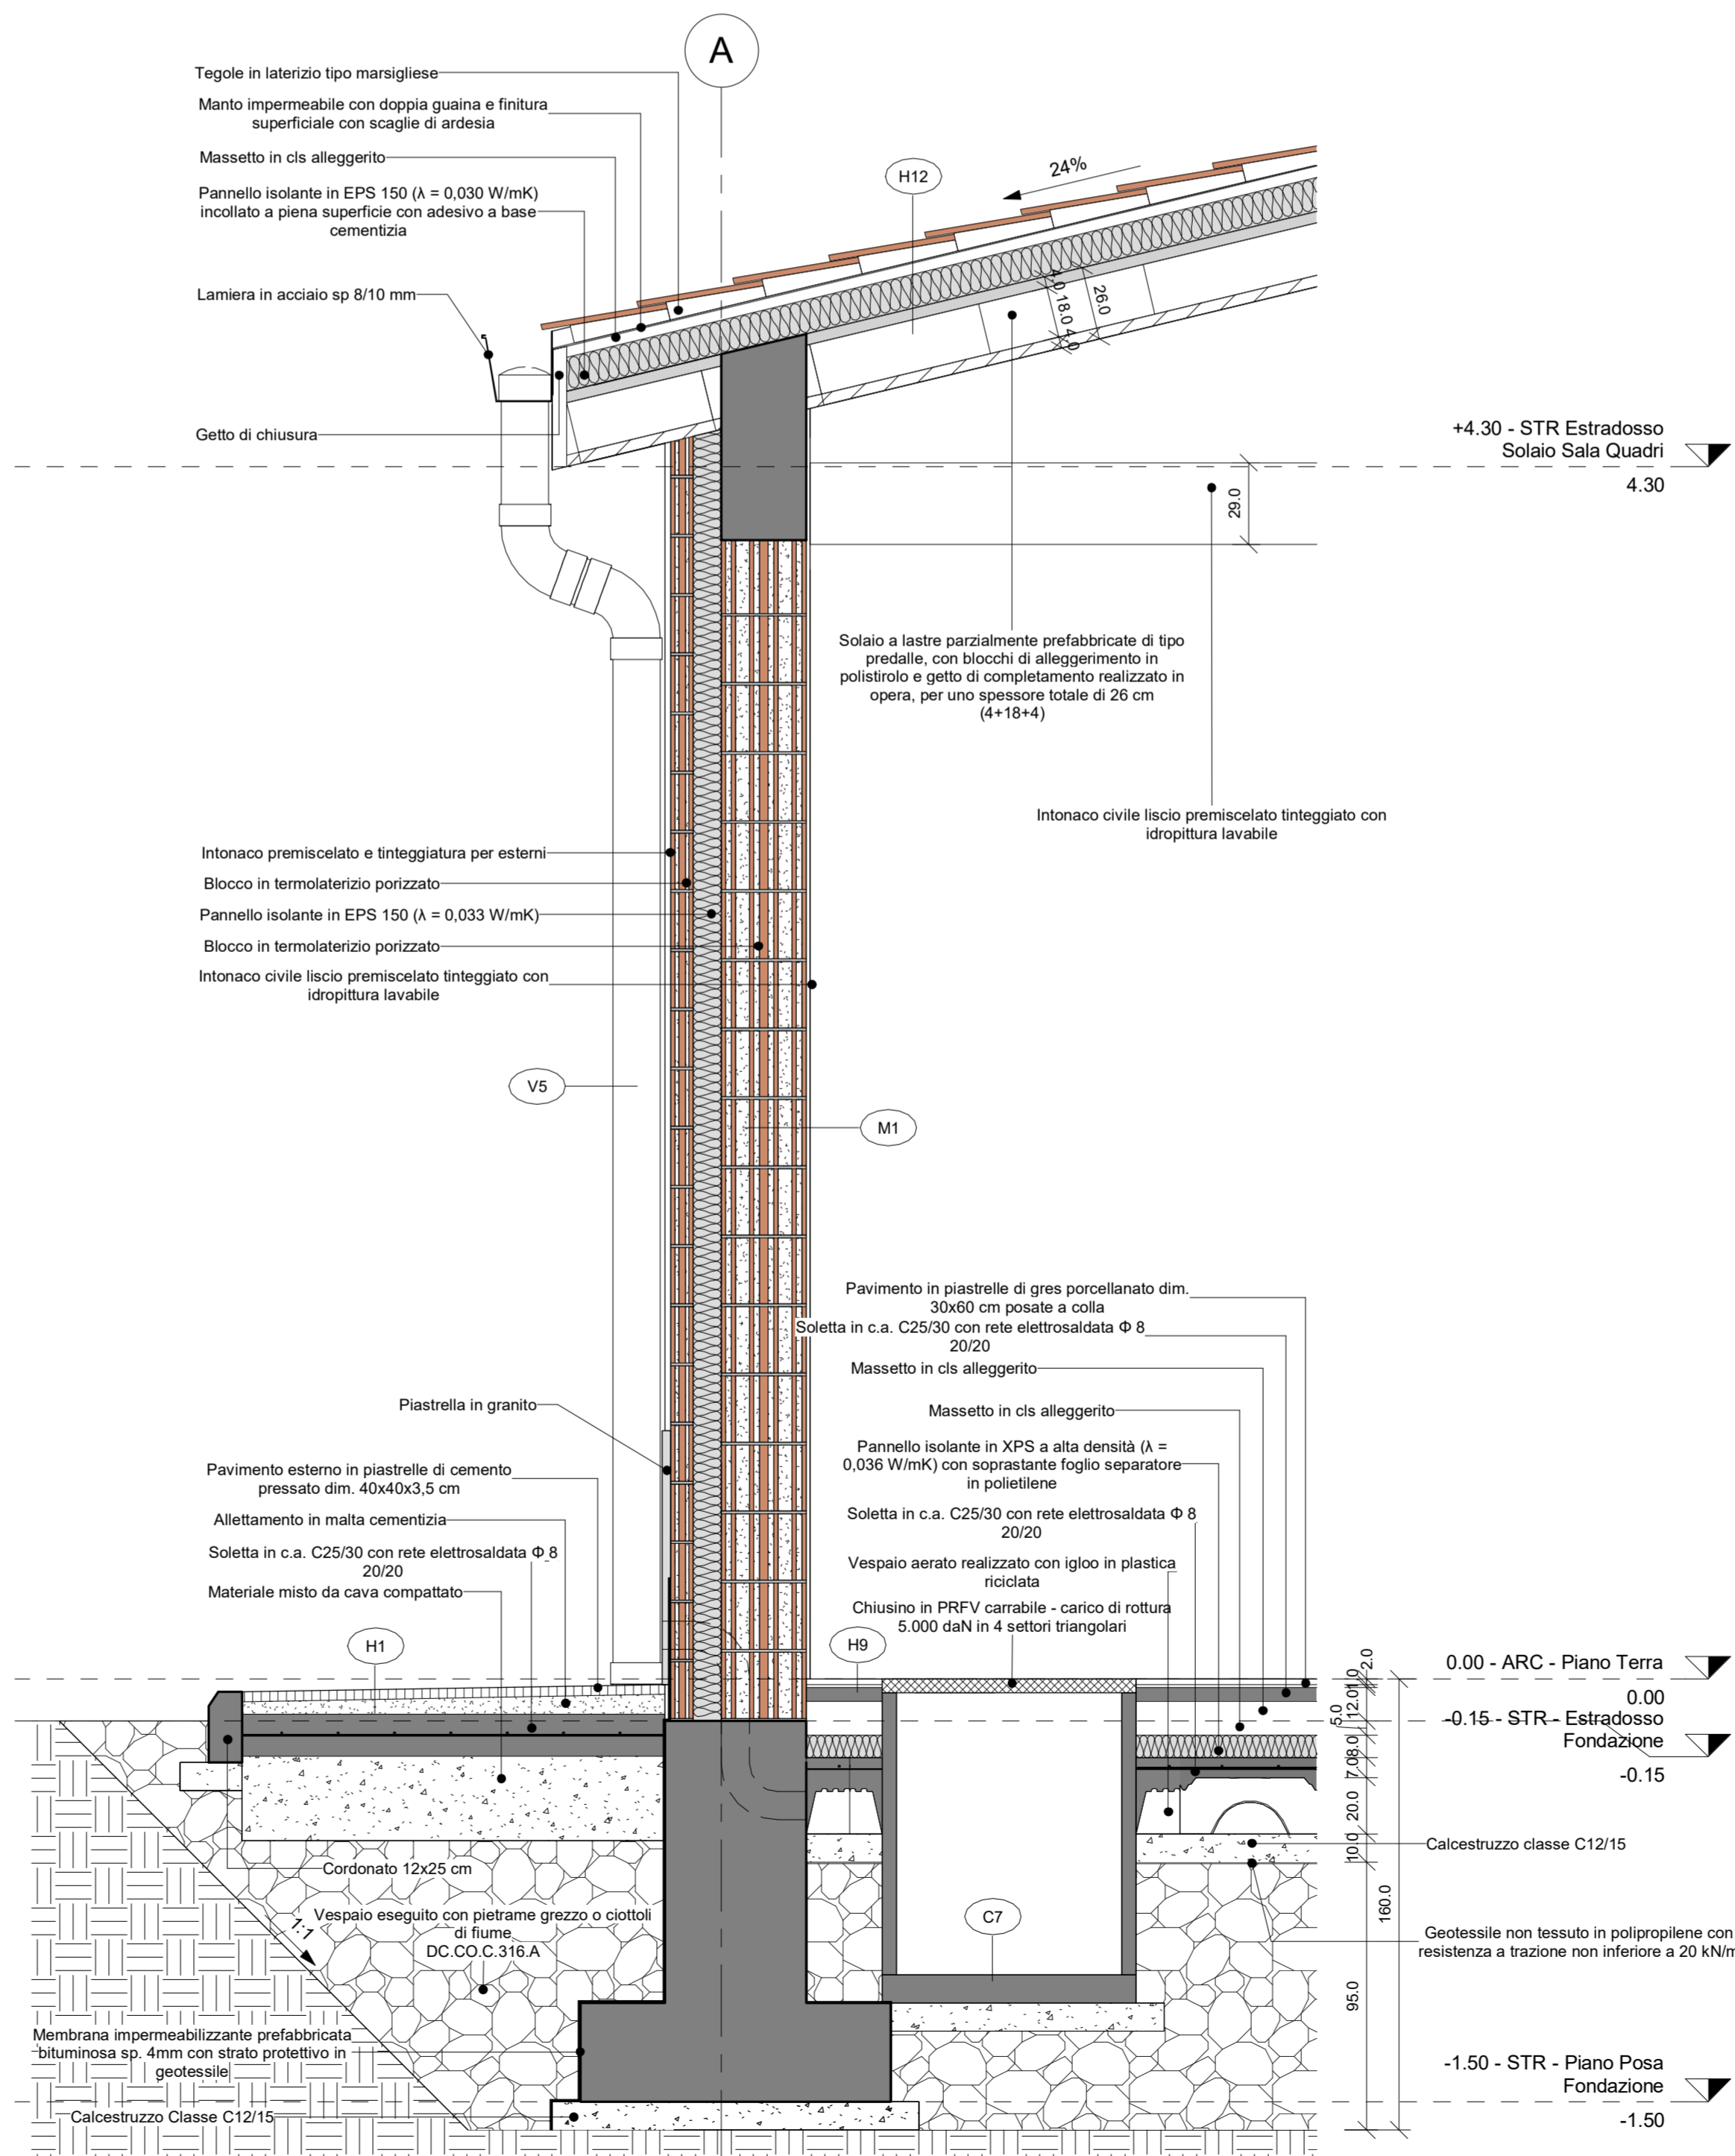 A
Tegole in laterizio tipo marsigliese
Manto impermeabile con doppia guaina e finitura
superficiale con scaglie di ardesia
Massetto in cls alleggerito
Pannello isolante in EPS 150 (λ = 0,030 W/mK)
incollato a piena superficie con adesivo a base
cementizia
Lamiera in acciaio sp 8/10 mm
Getto di chiusura
H12
24%
4.0
18.0
4.0
26.0
+4.30 - STR Estradosso
Solaio Sala Quadri
4.30
29.0
Solaio a lastre parzialmente prefabbricate di tipo
predalle, con blocchi di alleggerimento in
polistirolo e getto di completamento realizzato in
opera, per uno spessore totale di 26 cm
(4+18+4)
Intonaco civile liscio premiscelato tinteggiato con
idropittura lavabile
Intonaco premiscelato e tinteggiatura per esterni
Blocco in termolaterizio porizzato
Pannello isolante in EPS 150 (λ = 0,033 W/mK)
Blocco in termolaterizio porizzato
Intonaco civile liscio premiscelato tinteggiato con
idropittura lavabile
V5
M1
Pavimento in piastrelle di gres porcellanato dim.
30x60 cm posate a colla
Soletta in c.a. C25/30 con rete elettrosaldata Φ 8
20/20
Massetto in cls alleggerito
Massetto in cls alleggerito
Pannello isolante in XPS a alta densità (λ =
0,036 W/mK) con soprastante foglio separatore
in polietilene
Soletta in c.a. C25/30 con rete elettrosaldata Φ 8
20/20
Vespaio aerato realizzato con igloo in plastica
riciclata
Chiusino in PRFV carrabile - carico di rottura
5.000 daN in 4 settori triangolari
Piastrella in granito
Pavimento esterno in piastrelle di cemento
pressato dim. 40x40x3,5 cm
Allettamento in malta cementizia
Soletta in c.a. C25/30 con rete elettrosaldata Φ 8
20/20
Materiale misto da cava compattato
H1
H9
0.00 - ARC - Piano Terra
0.00
-0.15 - STR - Estradosso
Fondazione
-0.15
2.0
12.0
5.0
8.0
7.0
20.0
10.0
160.0
95.0
Calcestruzzo classe C12/15
Geotessile non tessuto in polipropilene con
resistenza a trazione non inferiore a 20 kN/m
Cordonato 12x25 cm
1:1
Vespaio eseguito con pietrame grezzo o ciottoli
di fiume
DC.CO.C.316.A
C7
Membrana impermeabilizzante prefabbricata
bituminosa sp. 4mm con strato protettivo in
geotessile
Calcestruzzo Classe C12/15
-1.50 - STR - Piano Posa
Fondazione
-1.50